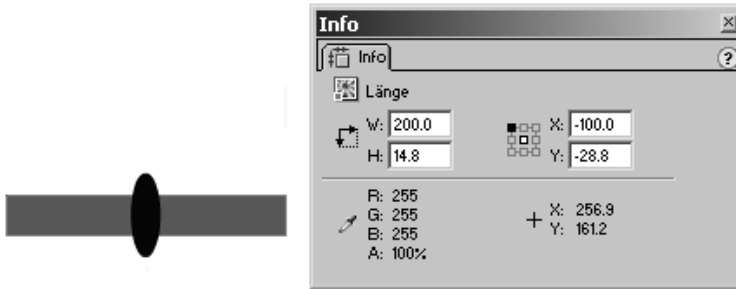 Info
Info
?
Länge
W: 200.0 X: -100.0
H: 14.8 Y: -28.8
R: 255
G: 255
B: 255
A: 100%
X: 256.9
Y: 161.2